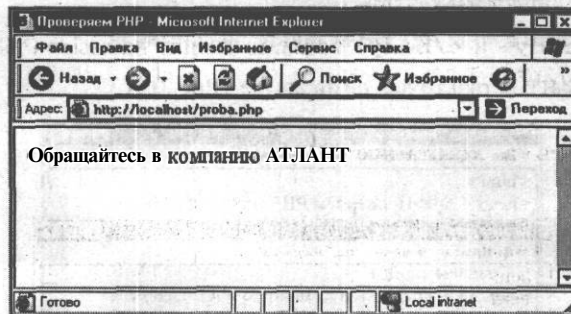 Проверяем PHP - Microsoft Internet Explorer
Файл Правка Вид Избранное Сервис Справка
Назад Поиск Избранное »
Адрес: http://localhost/proba.php Переход
Обращайтесь в компанию АТЛАНТ
Готово Local intranet